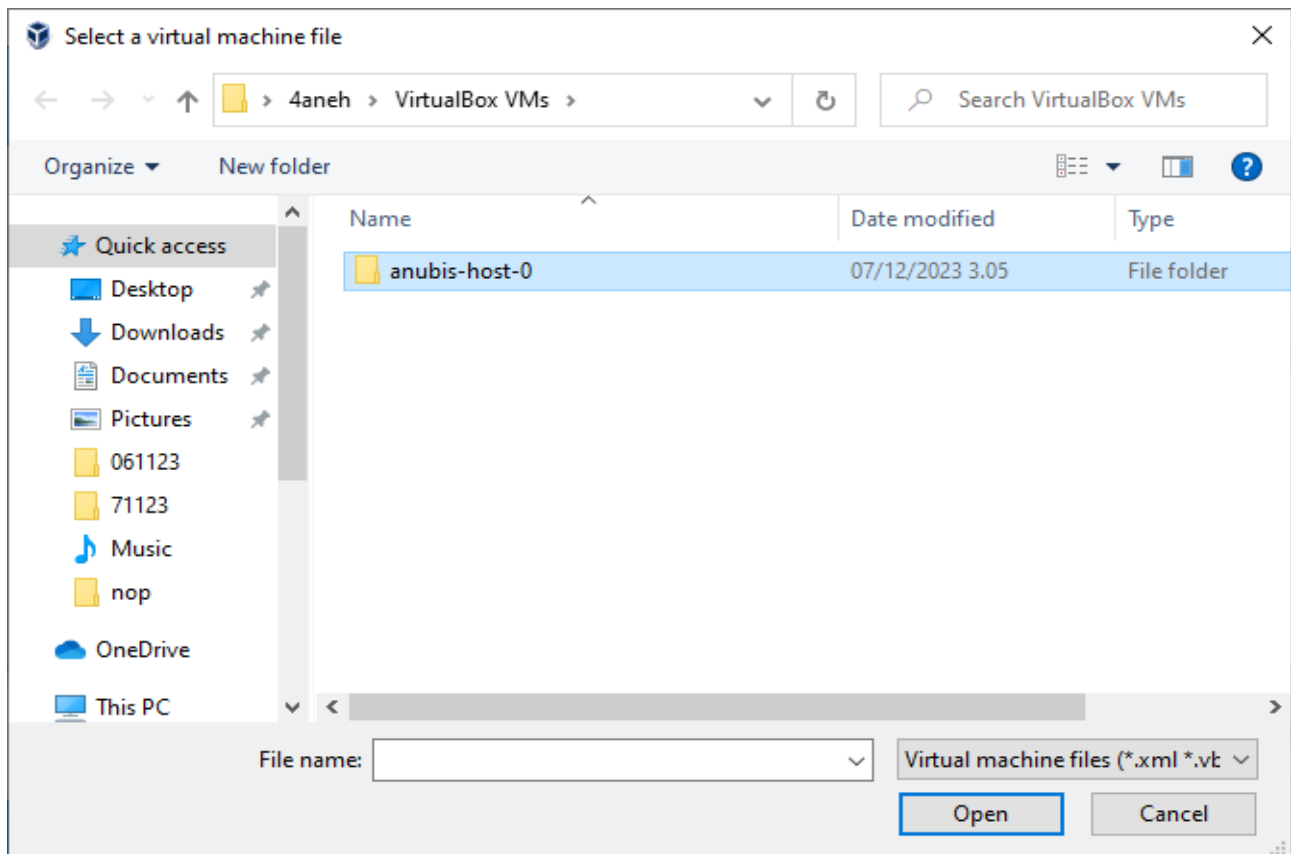 Select a virtual machine file
4aneh > VirtualBox VMs >
Search VirtualBox VMs
Organize
New folder
?
Name
Date modified
Type
Quick access
Desktop
Downloads
Documents
Pictures
061123
71123
Music
nop
OneDrive
This PC
anubis-host-0
07/12/2023 3.05
File folder
File name:
Virtual machine files (*.xml *.vb
Open
Cancel